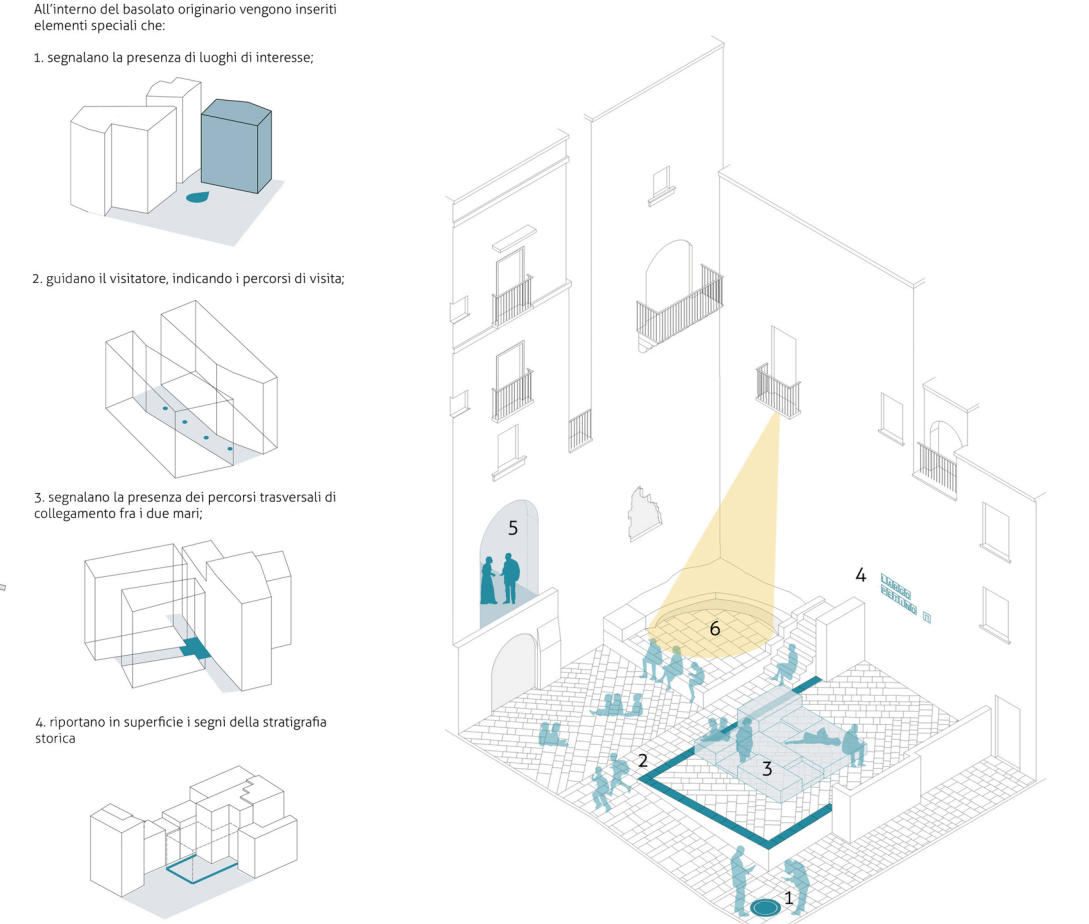 All'interno del basolato originario vengono inseriti
elementi speciali che:
1. segnalano la presenza di luoghi di interesse;
2. guidano il visitatore, indicando i percorsi di visita;
3. segnalano la presenza dei percorsi trasversali di
collegamento fra i due mari;
4. riportano in superficie i segni della stratigrafia
storica
5
4
6
2
3
1